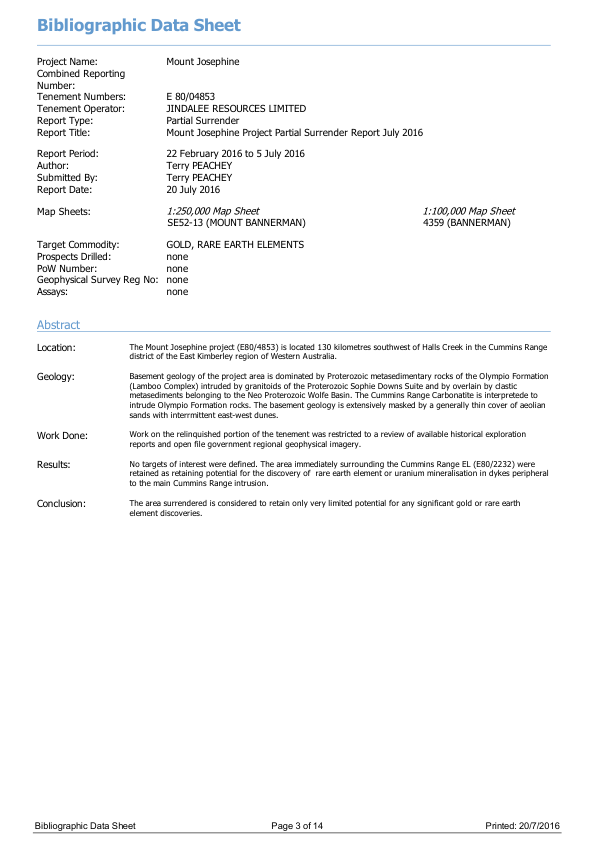 Bibliographic Data Sheet
Project Name: Mount Josephine
Combined Reporting
Number:
Tenement Numbers: E 80/04853
Tenement Operator: JINDALEE RESOURCES LIMITED
Report Type: Partial Surrender
Report Title: Mount Josephine Project Partial Surrender Report July 2016
Report Period: 22 February 2016 to 5 July 2016
Author: Terry PEACHEY
Submitted By: Terry PEACHEY
Report Date: 20 July 2016
Map Sheets: 1:250,000 Map Sheet 1:100,000 Map Sheet
SE52-13 (MOUNT BANNERMAN) 4359 (BANNERMAN)
Target Commodity: GOLD, RARE EARTH ELEMENTS
Prospects Drilled: none
PoW Number: none
Geophysical Survey Reg No: none
Assays: none
Abstract
Location: The Mount Josephine project (E80/4853) is located 130 kilometres southwest of Halls Creek in the Cummins Range
district of the East Kimberley region of Western Australia.
Geology: Basement geology of the project area is dominated by Proterozoic metasedimentary rocks of the Olympio Formation
(Lamboo Complex) intruded by granitoids of the Proterozoic Sophie Downs Suite and by overlain by clastic
metasediments belonging to the Neo Proterozoic Wolfe Basin. The Cummins Range Carbonatite is interpretede to
intrude Olympio Formation rocks. The basement geology is extensively masked by a generally thin cover of aeolian
sands with interrmittent east-west dunes.
Work Done: Work on the relinquished portion of the tenement was restricted to a review of available historical exploration
reports and open file government regional geophysical imagery.
Results: No targets of interest were defined. The area immediately surrounding the Cummins Range EL (E80/2232) were
retained as retaining potential for the discovery of rare earth element or uranium mineralisation in dykes peripheral
to the main Cummins Range intrusion.
Conclusion: The area surrendered is considered to retain only very limited potential for any significant gold or rare earth
element discoveries.
Bibliographic Data Sheet Page 3 of 14 Printed: 20/7/2016